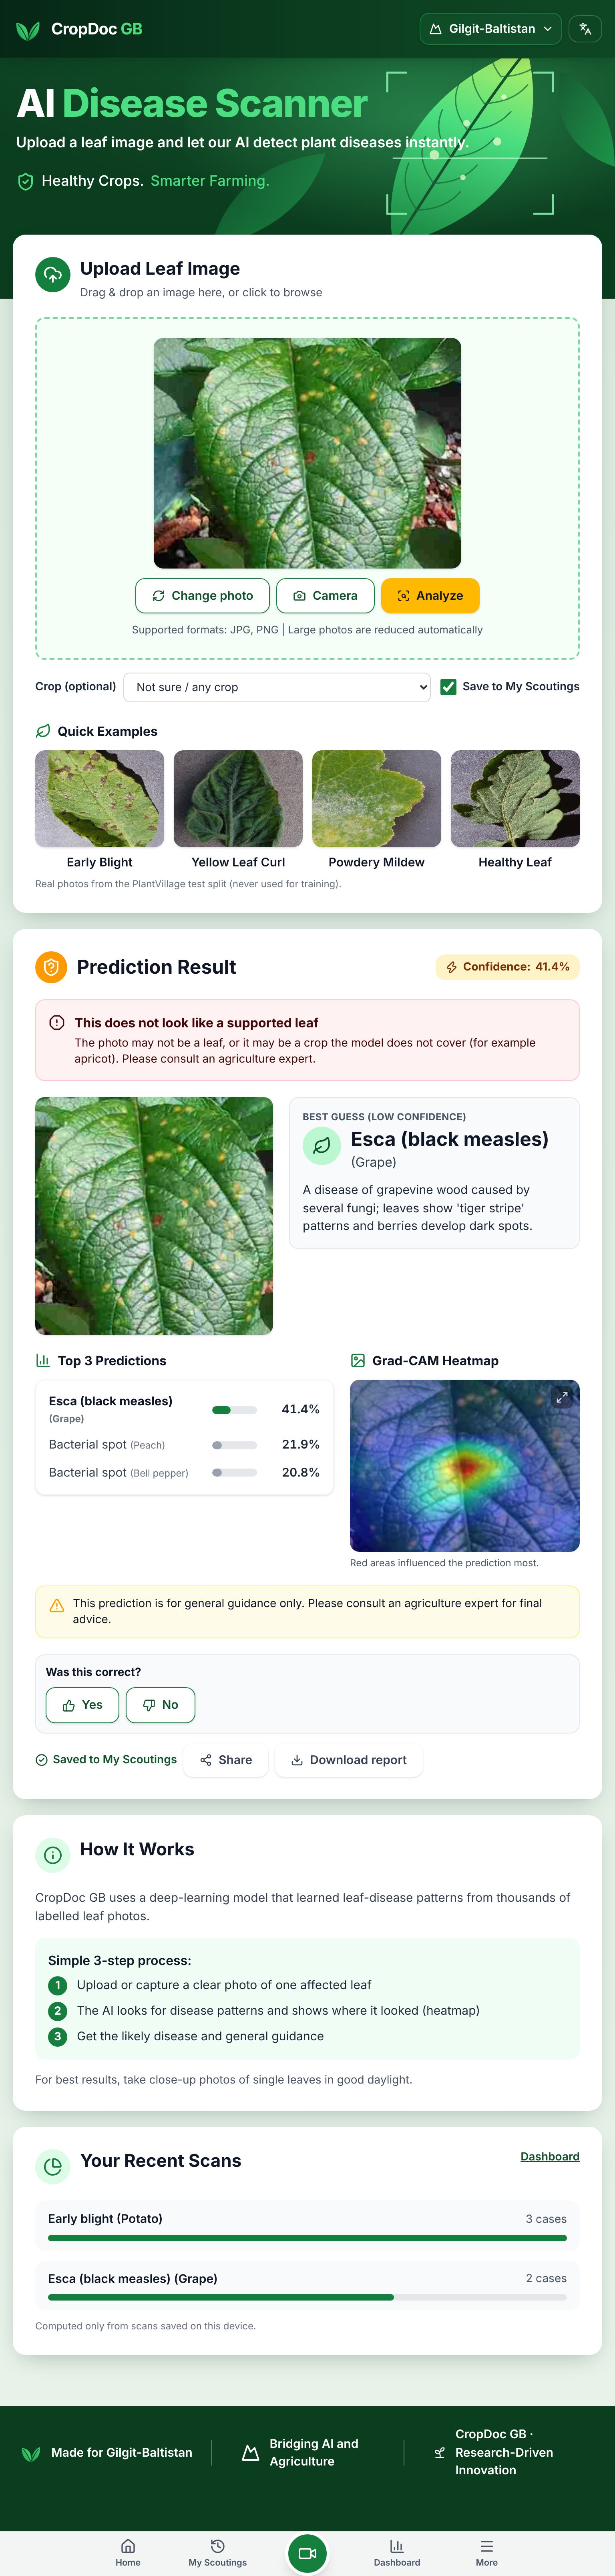 CropDoc GB
Gilgit-Baltistan
AI Disease Scanner
Upload a leaf image and let our AI detect plant diseases instantly.
Healthy Crops. Smarter Farming.
Upload Leaf Image
Drag & drop an image here, or click to browse
Change photo
Camera
Analyze
Supported formats: JPG, PNG | Large photos are reduced automatically
Crop (optional)
Not sure / any crop
Save to My Scoutings
Quick Examples
Early Blight
Yellow Leaf Curl
Powdery Mildew
Healthy Leaf
Real photos from the PlantVillage test split (never used for training).
Prediction Result
Confidence: 41.4%
This does not look like a supported leaf
The photo may not be a leaf, or it may be a crop the model does not cover (for example
apricot). Please consult an agriculture expert.
BEST GUESS (LOW CONFIDENCE)
Esca (black measles)
(Grape)
A disease of grapevine wood caused by
several fungi; leaves show 'tiger stripe'
patterns and berries develop dark spots.
Top 3 Predictions
Esca (black measles)
(Grape)
41.4%
Bacterial spot (Peach)
21.9%
Bacterial spot (Bell pepper)
20.8%
Grad-CAM Heatmap
Red areas influenced the prediction most.
This prediction is for general guidance only. Please consult an agriculture expert for final
advice.
Was this correct?
Yes
No
Saved to My Scoutings
Share
Download report
How It Works
CropDoc GB uses a deep-learning model that learned leaf-disease patterns from thousands of
labelled leaf photos.
Simple 3-step process:
1 Upload or capture a clear photo of one affected leaf
2 The AI looks for disease patterns and shows where it looked (heatmap)
3 Get the likely disease and general guidance
For best results, take close-up photos of single leaves in good daylight.
Your Recent Scans
Dashboard
Early blight (Potato)
3 cases
Esca (black measles) (Grape)
2 cases
Computed only from scans saved on this device.
Made for Gilgit-Baltistan
Bridging AI and
Agriculture
CropDoc GB ·
Research-Driven
Innovation
Home
My Scoutings
Dashboard
More